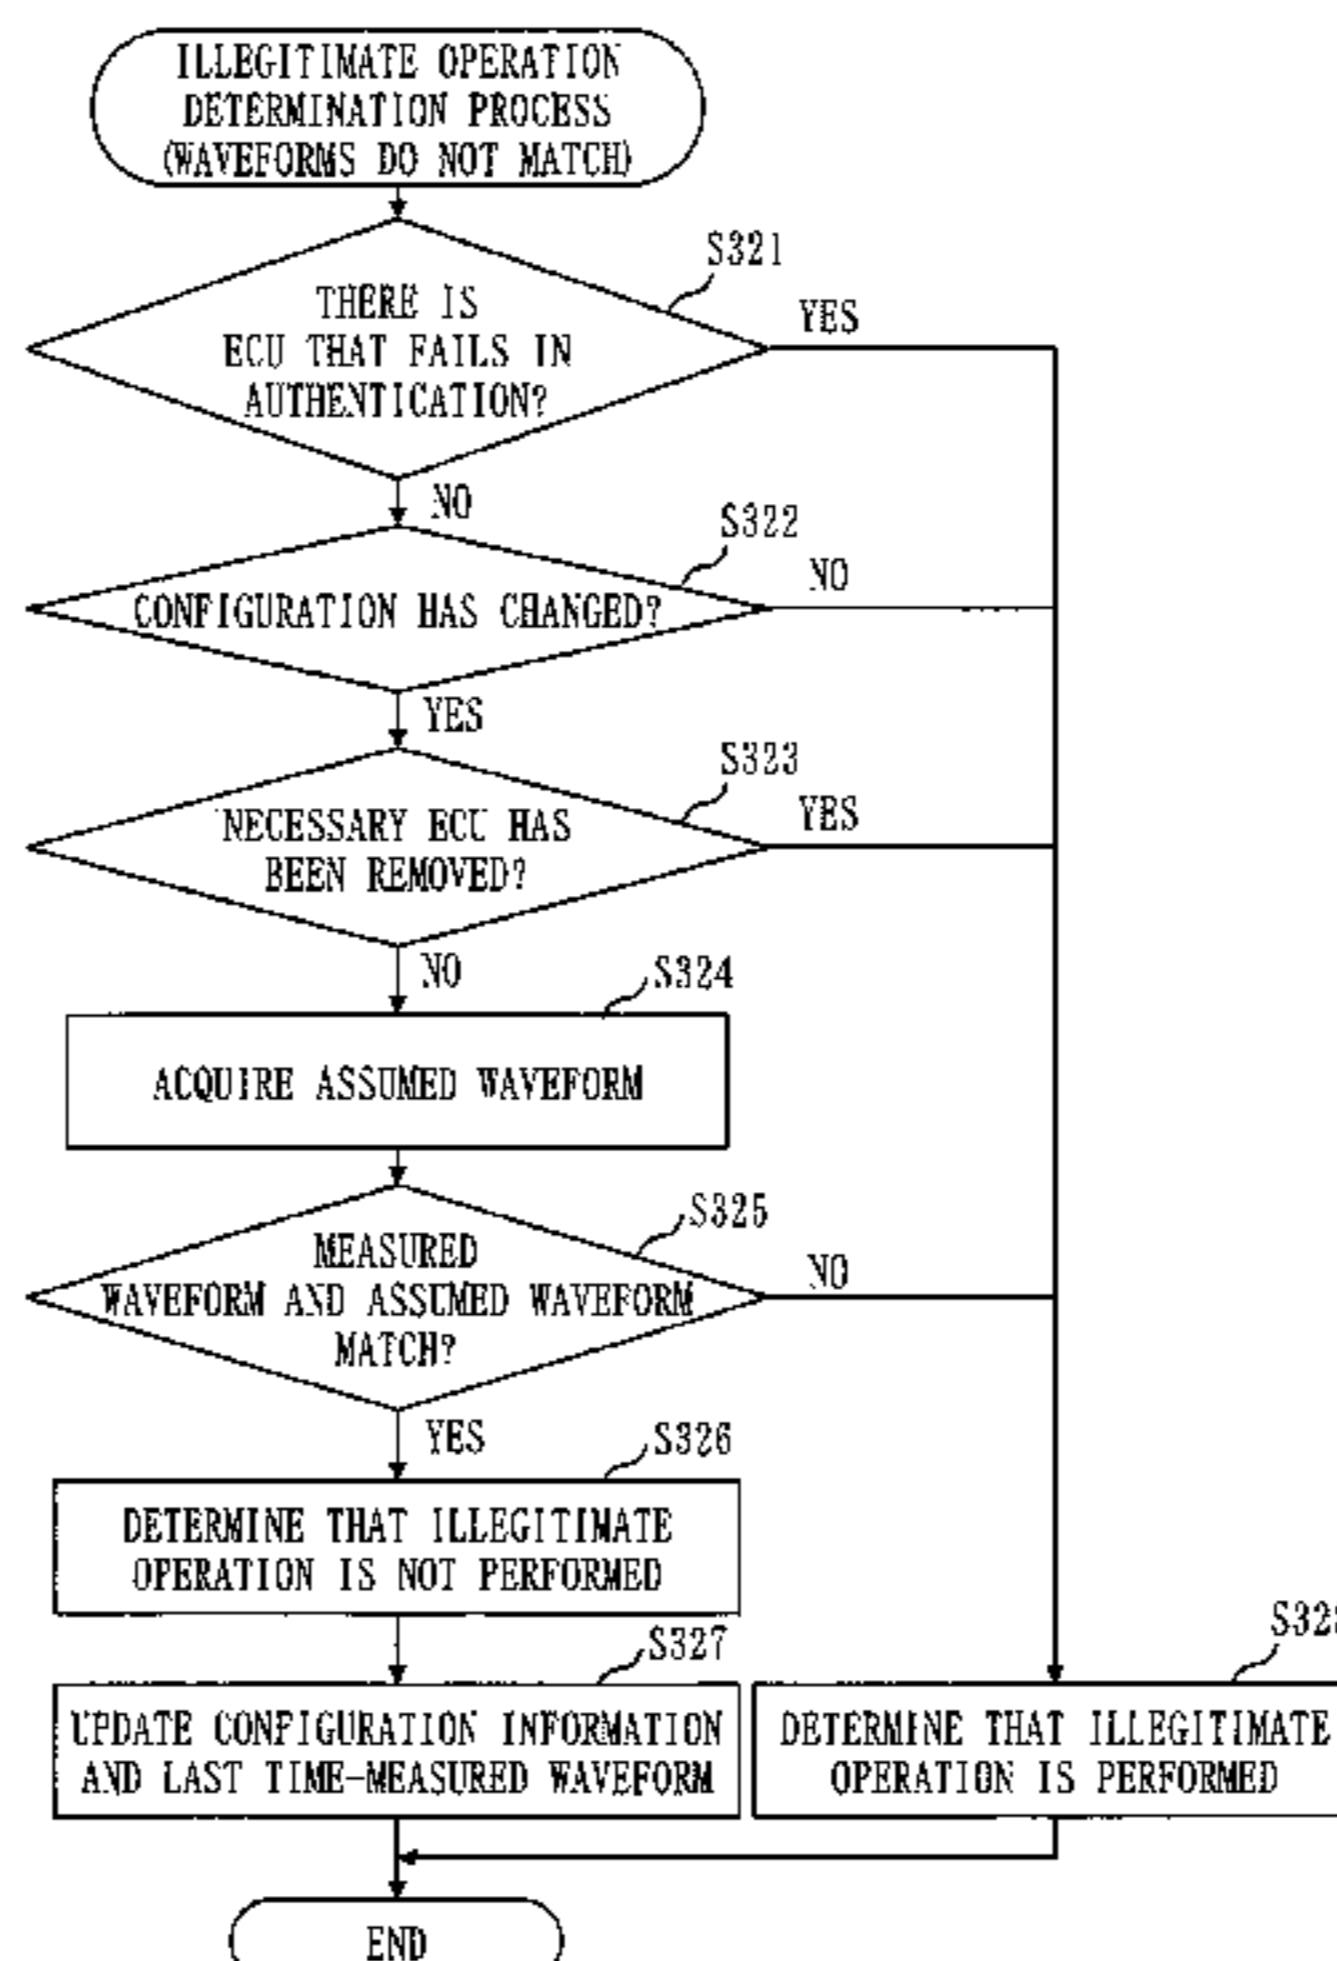 ILLEGITIMATE OPERATION
DETERMINATION PROCESS
(WAVEFORMS DO NOT MATCH)
S321
THERE IS
ECU THAT FAILS IN
AUTHENTICATION?
YES
NO
S322
CONFIGURATION HAS CHANGED?
NO
YES
S323
NECESSARY ECU HAS
BEEN REMOVED?
YES
NO
S324
ACQUIRE ASSUMED WAVEFORM
S325
MEASURED
WAVEFORM AND ASSUMED WAVEFORM
MATCH?
NO
YES
S326
DETERMINE THAT ILLEGITIMATE
OPERATION IS NOT PERFORMED
S327
UPDATE CONFIGURATION INFORMATION
AND LAST TIME-MEASURED WAVEFORM
DETERMINE THAT ILLEGITIMATE
OPERATION IS PERFORMED
END